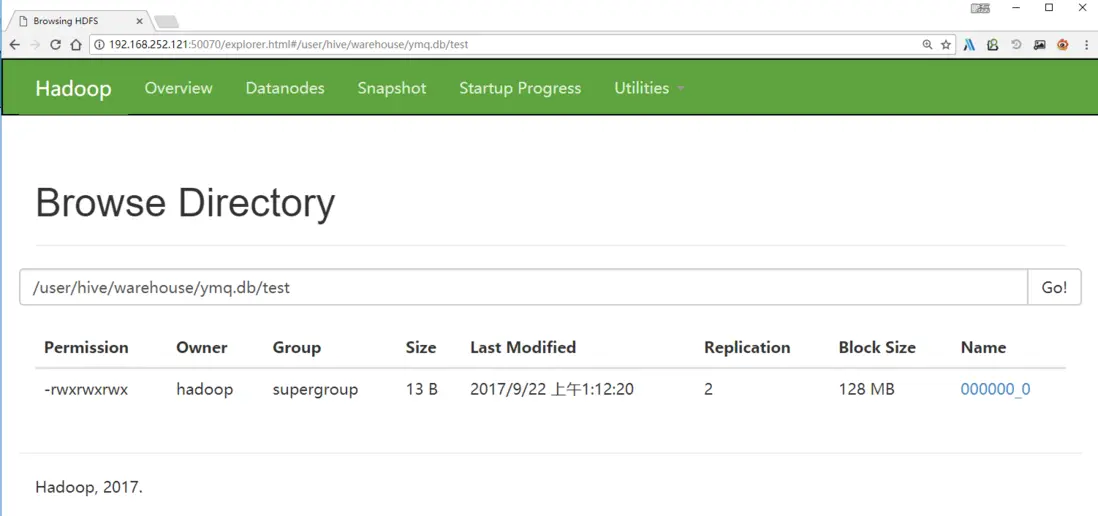 Browsing HDFS
192.168.252.121:50070/explorer.html#/user/hive/warehouse/ymq.db/test
Hadoop Overview Datanodes Snapshot Startup Progress Utilities
Browse Directory
/user/hive/warehouse/ymq.db/test Go!
Permission Owner Group Size Last Modified Replication Block Size Name
-rwxrwxrwx hadoop supergroup 13 B 2017/9/22 上午1:12:20 2 128 MB 000000_0
Hadoop, 2017.